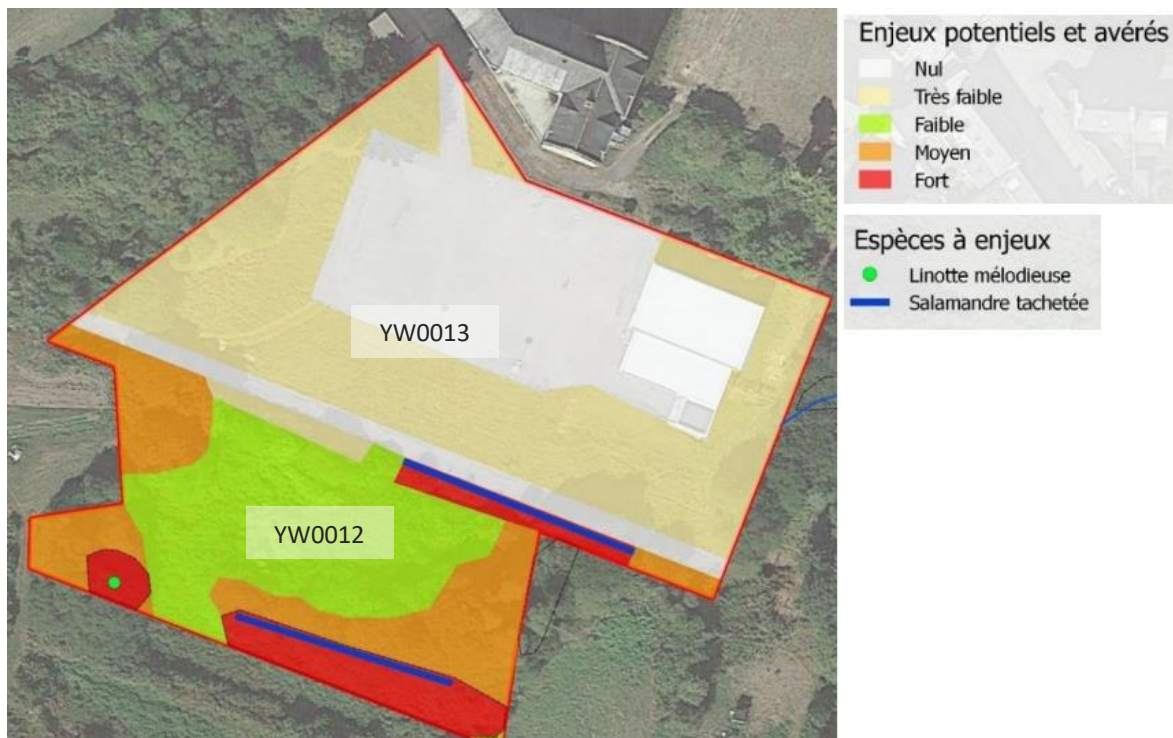 YW0013
YW0012
Enjeux potentiels et avérés
Nul
Très faible
Faible
Moyen
Fort
Espèces à enjeux
Linotte mélodieuse
Salamandre tachetée